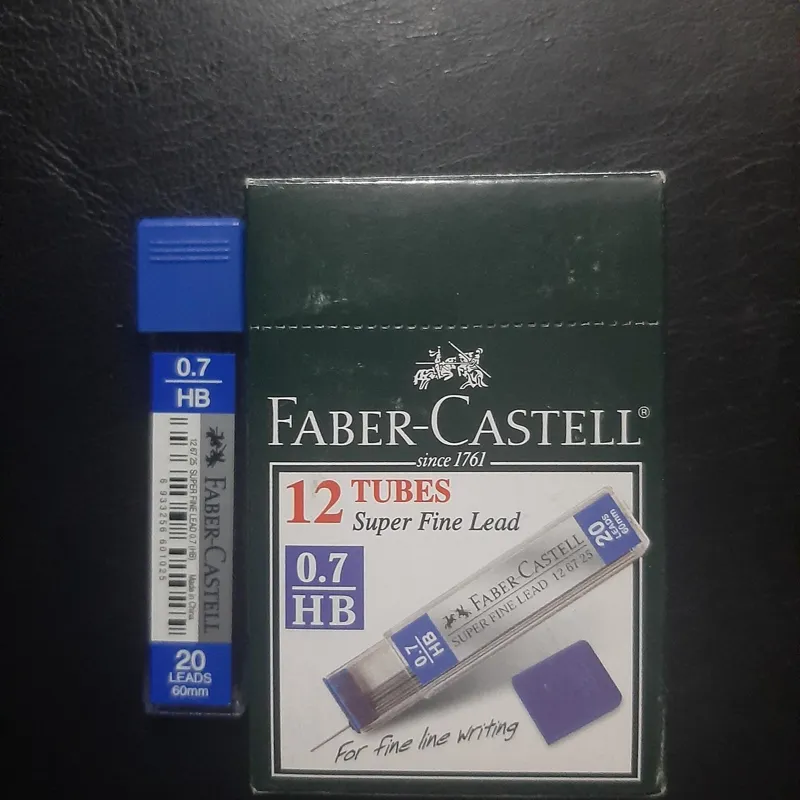 0.7
HB
12 67 25 SUPER FINE LEAD 0.7 (HB)
Made in China
6 933256 601025
FABER-CASTELL
20
LEADS
60mm
FABER-CASTELL®
since 1761
12 TUBES
Super Fine Lead
0.7
HB
20
LEADS
60mm
FABER-CASTELL
SUPER FINE LEAD 12 67 25
0.7
HB
For fine line writing